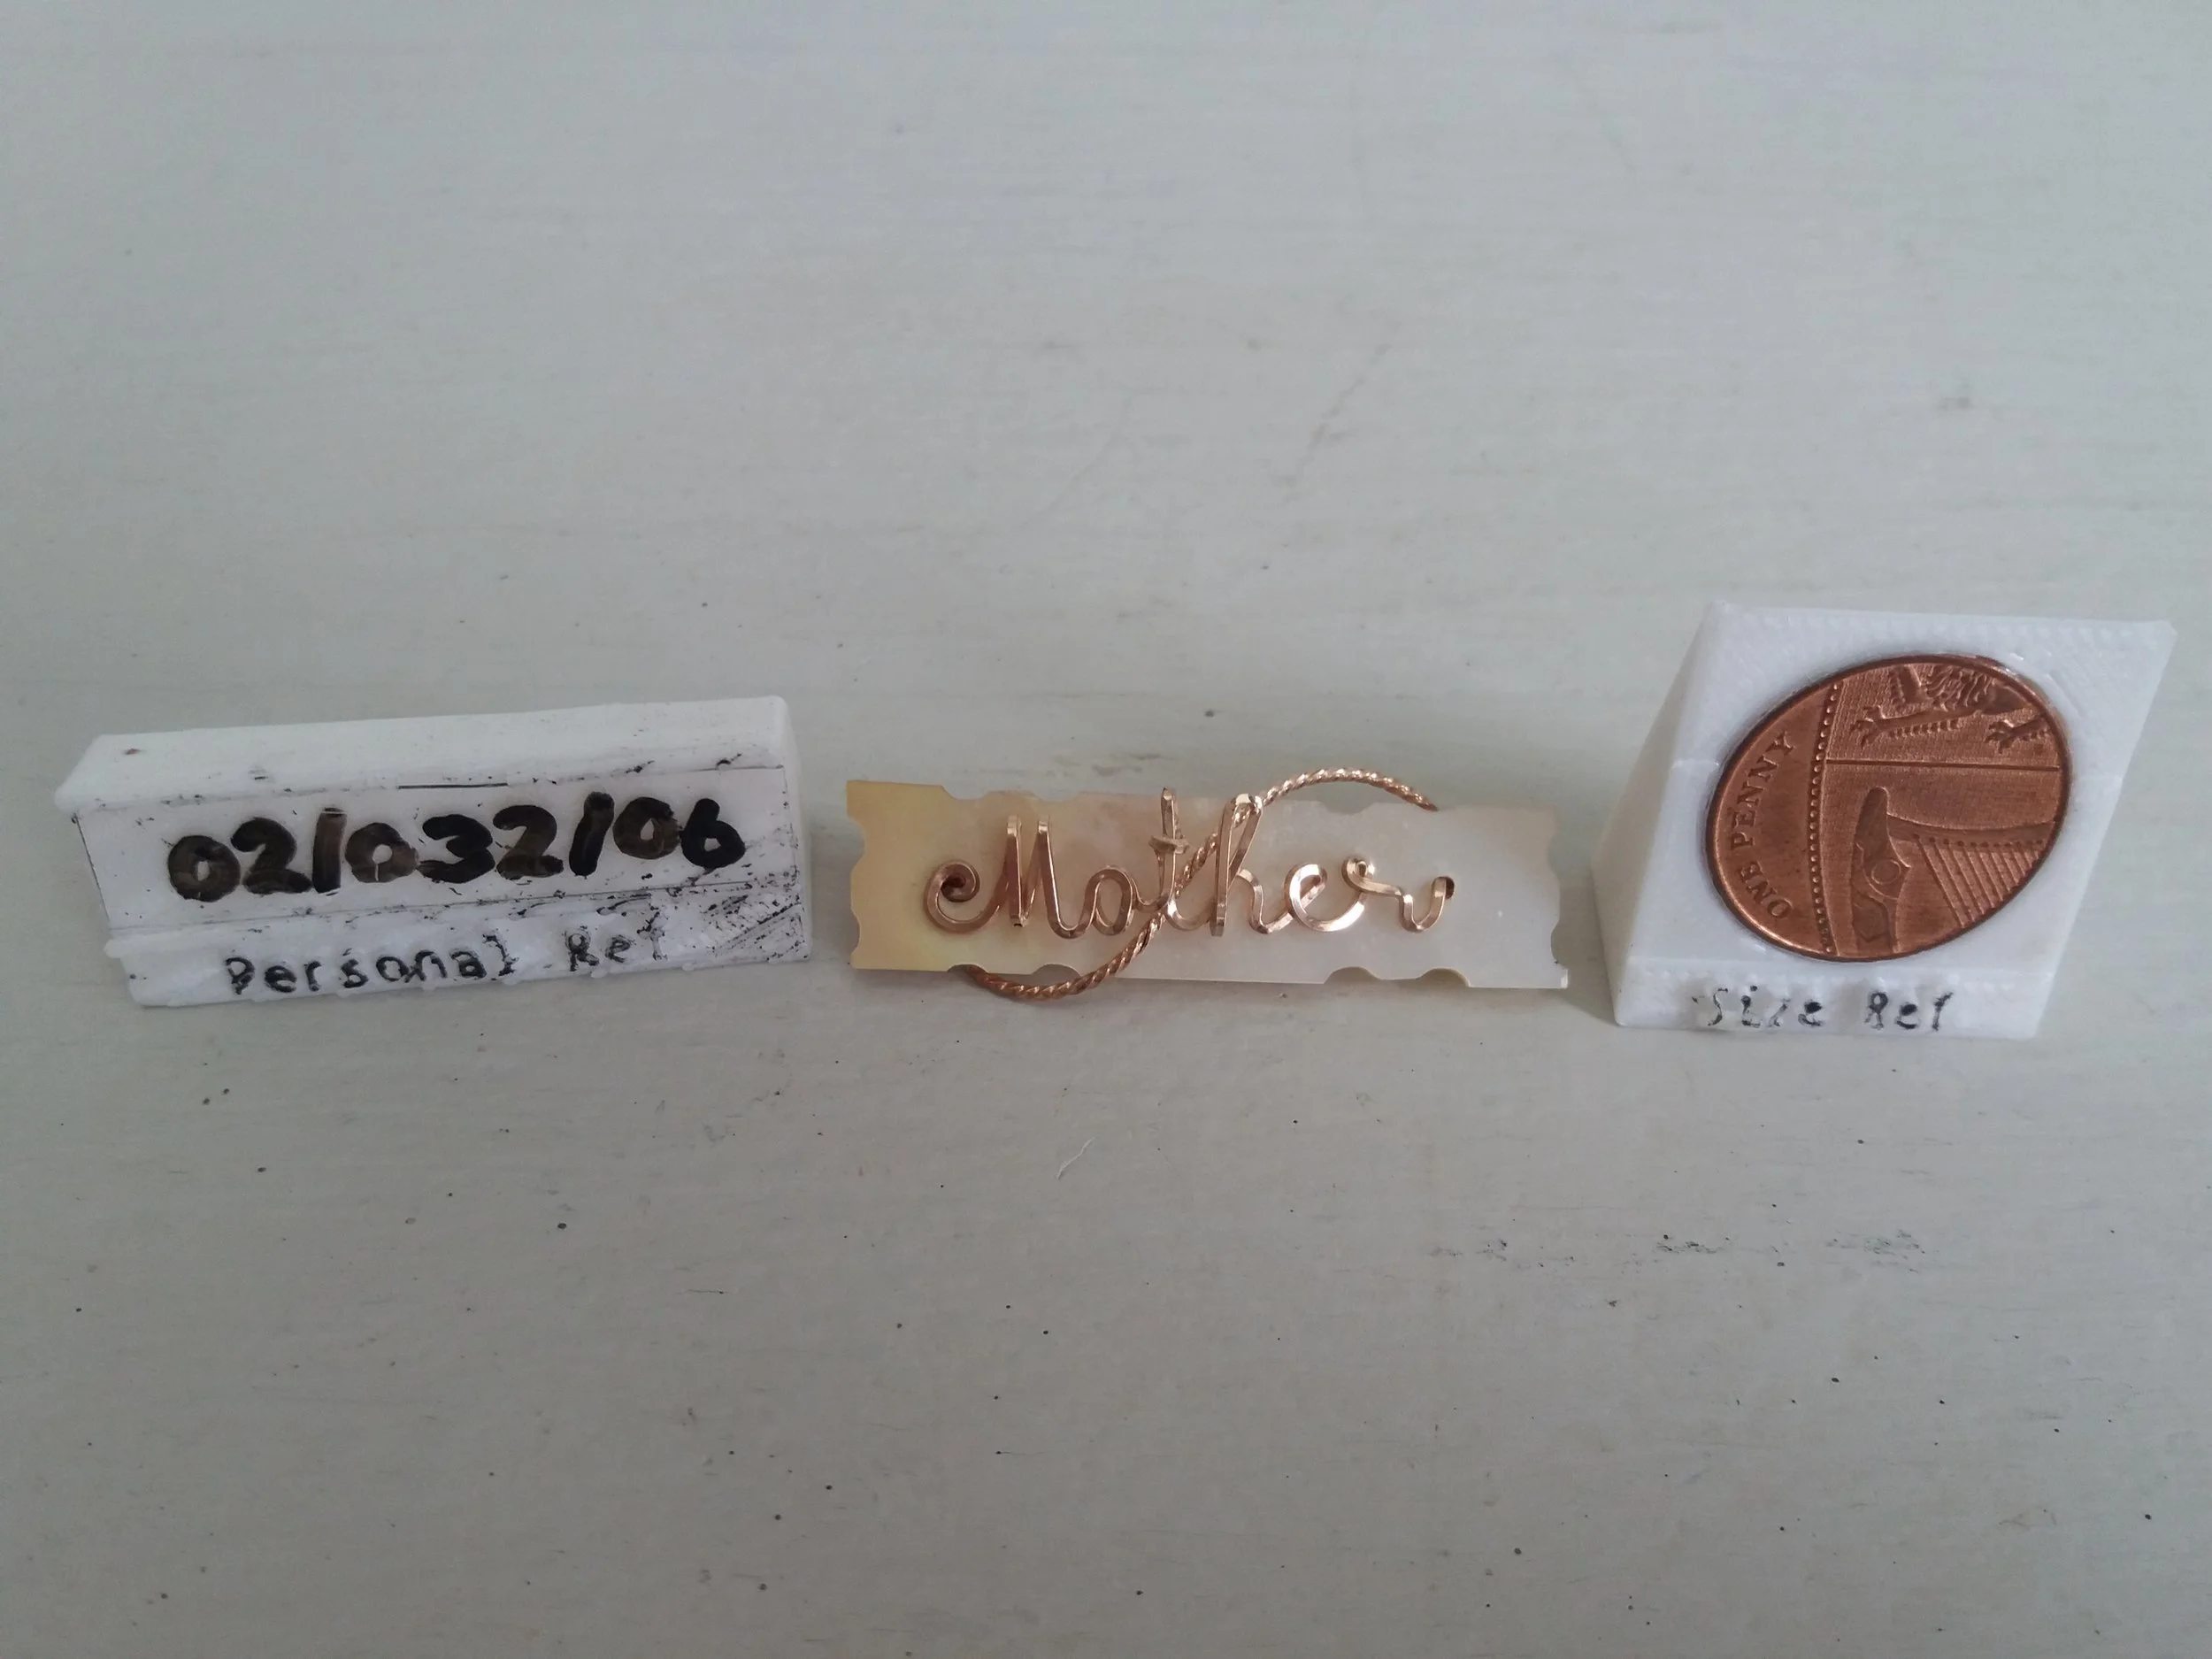 02/032/06
Personal Ref
Mother
ONE PENNY
Size Ref